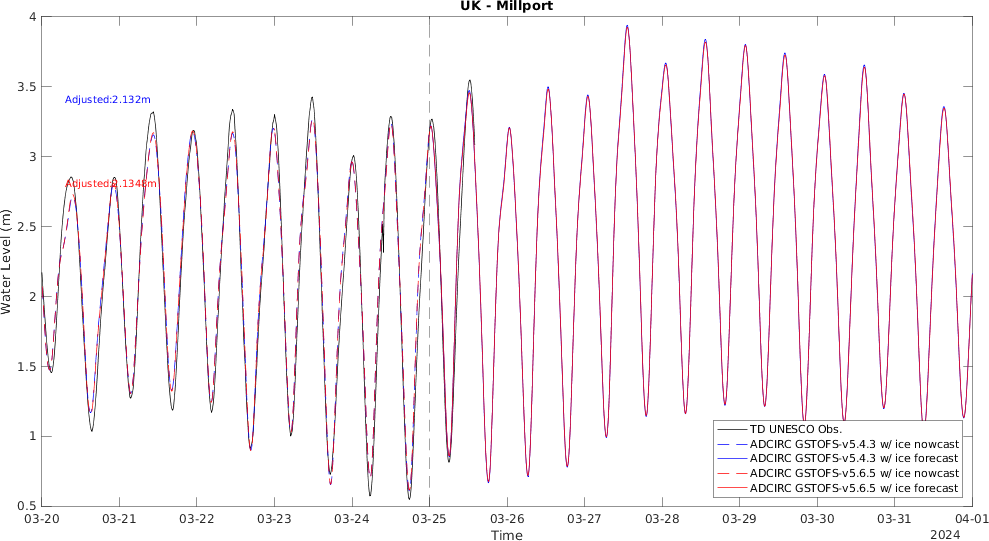 UK - Millport
4
3.5
3
2.5
2
1.5
1
0.5
Water Level (m)
Adjusted:2.132m
Adjusted:2.1348m
TD UNESCO Obs.
ADCIRC GSTOFS-v5.4.3 w/ ice nowcast
ADCIRC GSTOFS-v5.4.3 w/ ice forecast
ADCIRC GSTOFS-v5.6.5 w/ ice nowcast
ADCIRC GSTOFS-v5.6.5 w/ ice forecast
03-20 03-21 03-22 03-23 03-24 03-25 03-26 03-27 03-28 03-29 03-30 03-31 04-01
Time
2024